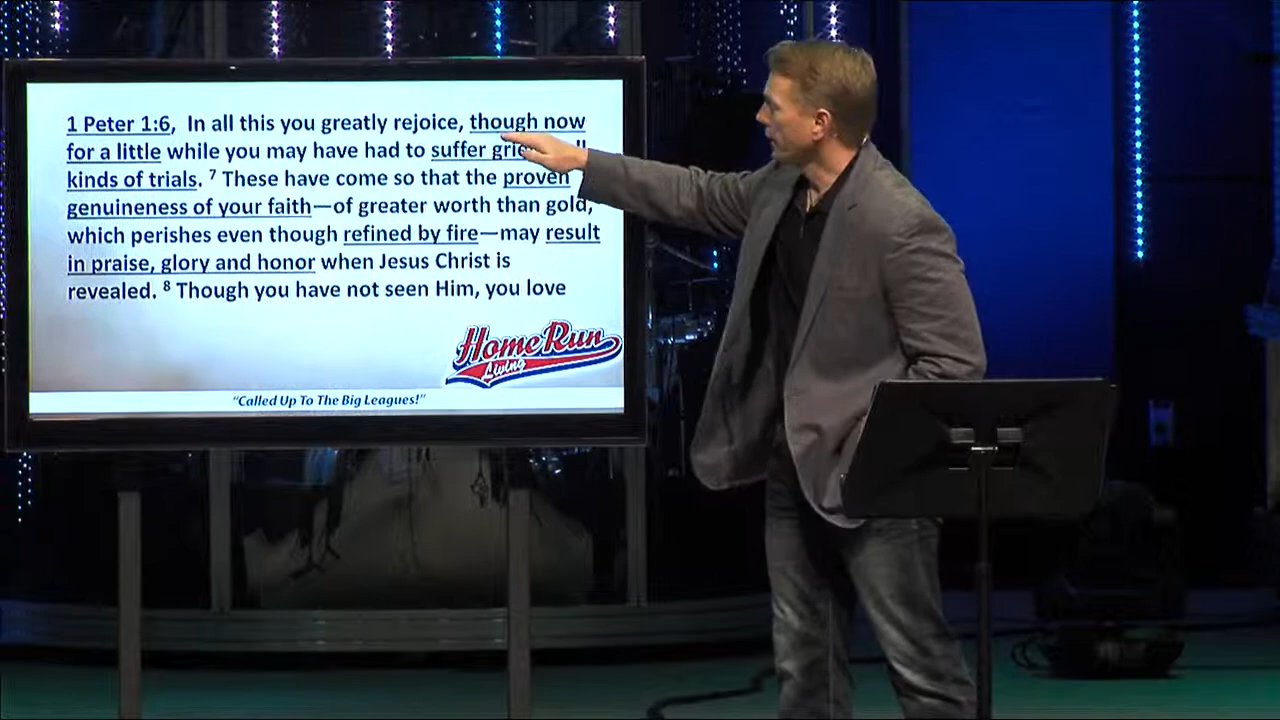 1 Peter 1:6, In all this you greatly rejoice, though now
for a little while you may have had to suffer
kinds of trials. ⁷ These have come so that the proven
genuineness of your faith—of greater worth than gold,
which perishes even though refined by fire—may result
in praise, glory and honor when Jesus Christ is
revealed. ⁸ Though you have not seen Him, you love
Home Run
Living
“Called Up To The Big Leagues!”